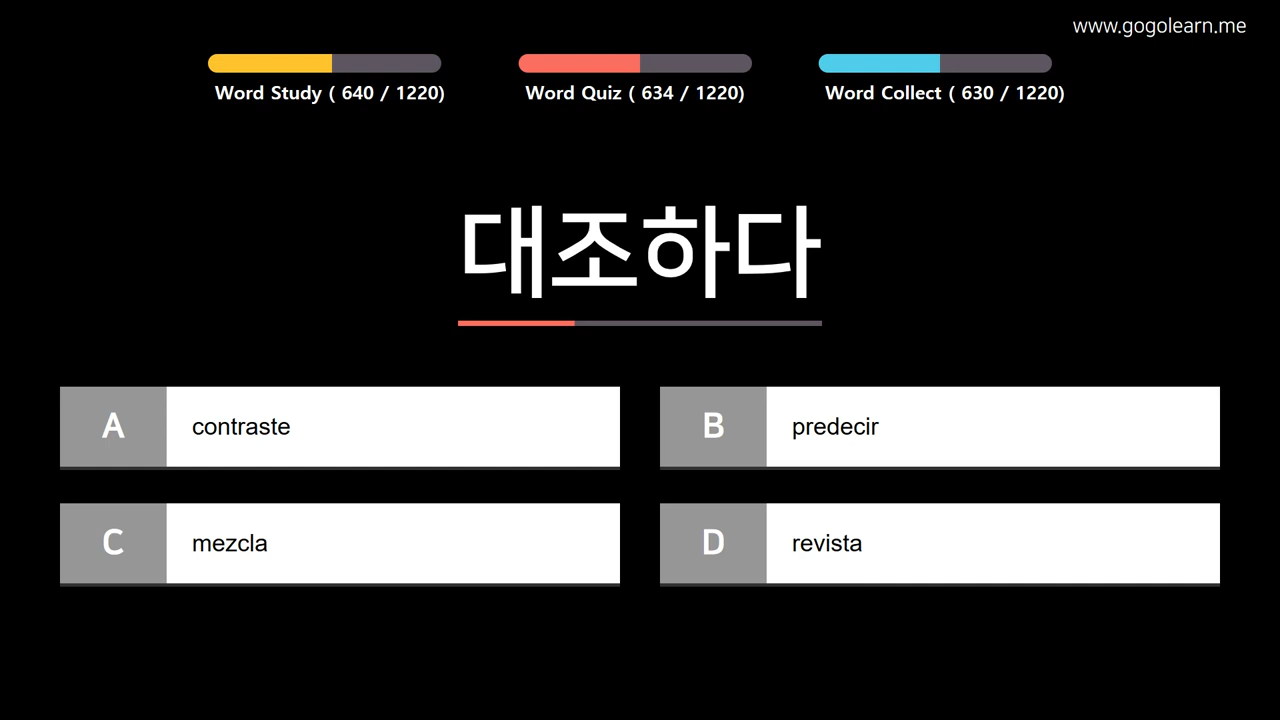 www.gogolearn.me
Word Study ( 640 / 1220)
Word Quiz ( 634 / 1220)
Word Collect ( 630 / 1220)
대조하다
A contraste
B predecir
C mezcla
D revista